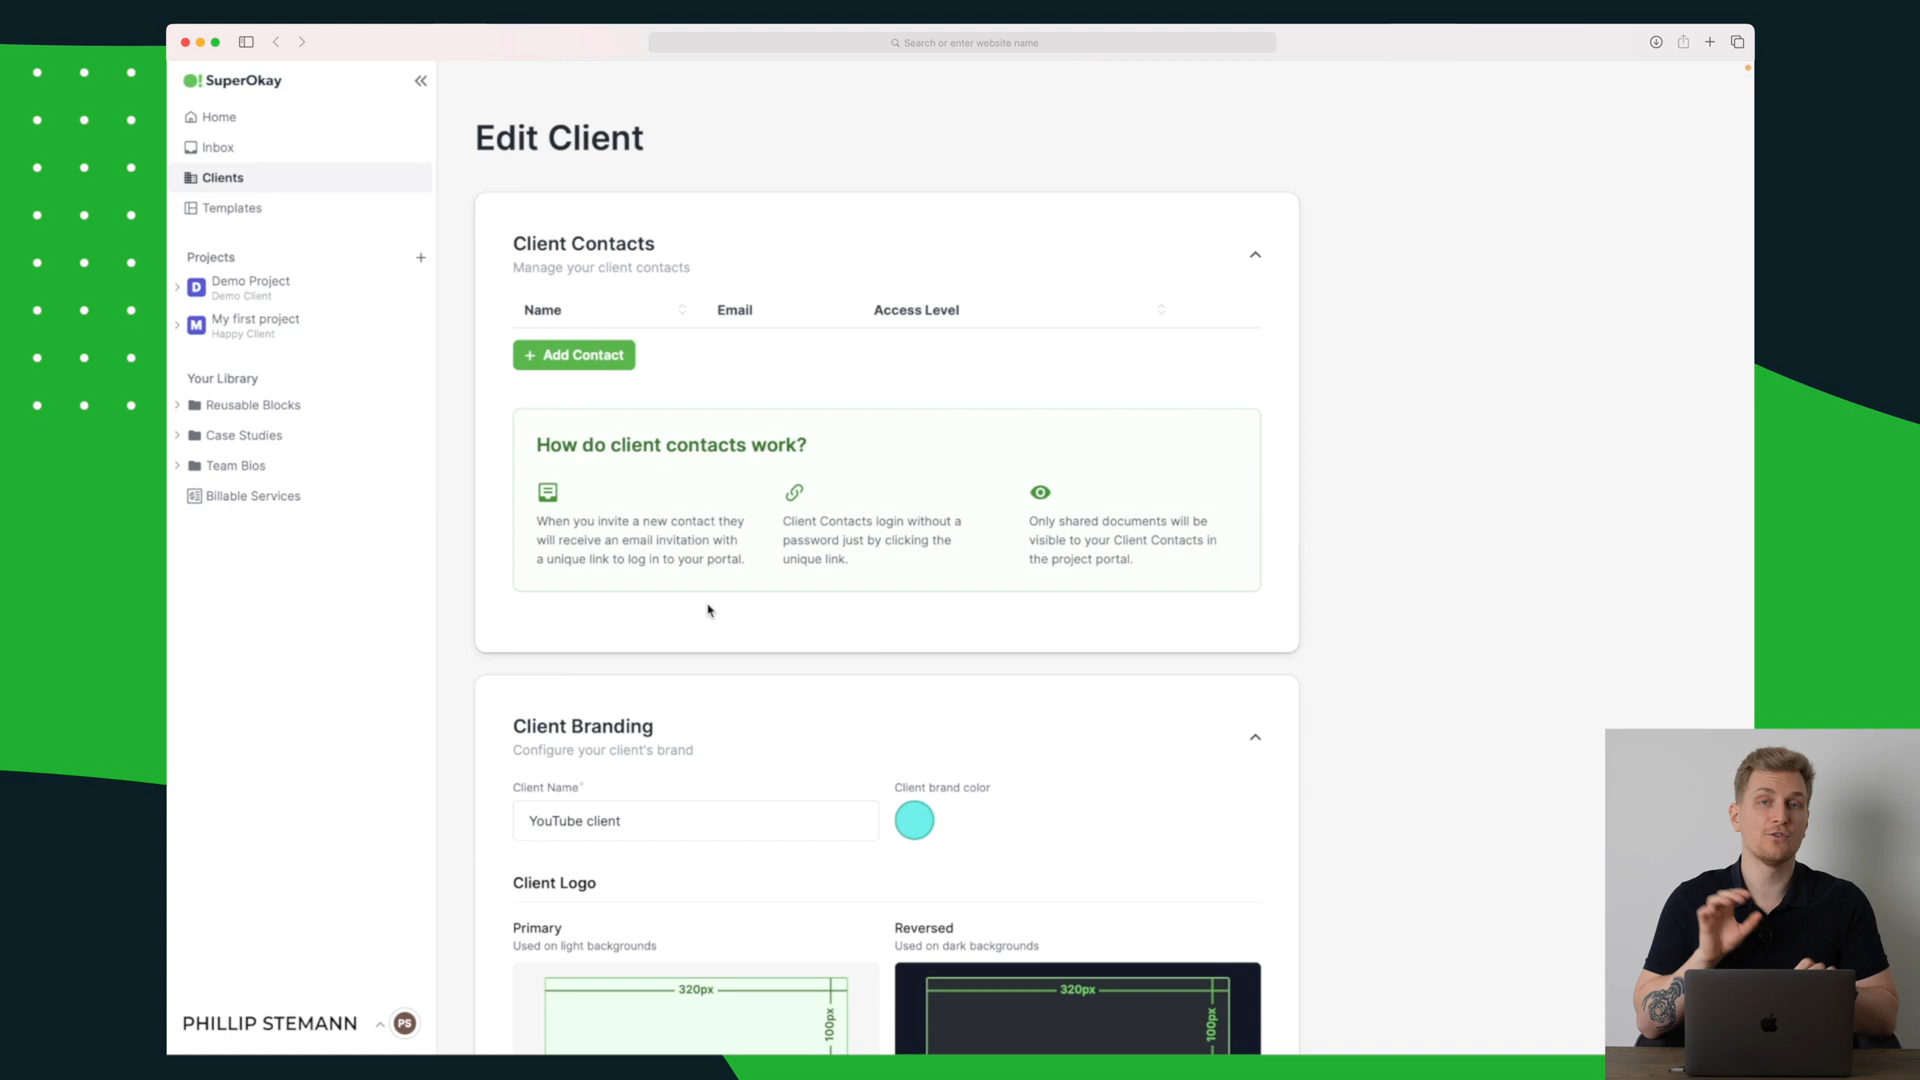 Search or enter website name
SuperOkay
Home
Inbox
Clients
Templates
Projects
Demo Project
Demo Client
My first project
Happy Client
Your Library
Reusable Blocks
Case Studies
Team Bios
Billable Services
PHILLIP STEMANN
PS
Edit Client
Client Contacts
Manage your client contacts
Name Email Access Level
+ Add Contact
How do client contacts work?
When you invite a new contact they
will receive an email invitation with
a unique link to log in to your portal.
Client Contacts login without a
password just by clicking the
unique link.
Only shared documents will be
visible to your Client Contacts in
the project portal.
Client Branding
Configure your client's brand
Client Name*
YouTube client
Client brand color
Client Logo
Primary
Used on light backgrounds
320px
100px
Reversed
Used on dark backgrounds
320px
100px